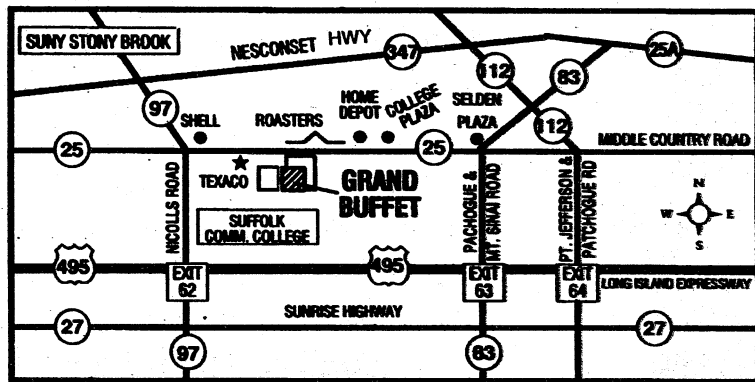 SUNY STONY BROOK
NESCONSET HWY
347
25A
112
83
97
SHELL
ROASTERS
HOME
DEPOT
COLLEGE
PLAZA
SELDEN
PLAZA
112
25
25
MIDDLE COUNTRY ROAD
TEXACO
GRAND
BUFFET
NICOLLS ROAD
SUFFOLK
COMM. COLLEGE
PACHOGUE &
MT. SINAI ROAD
PT. JEFFERSON &
PATCHOGUE RD
N
W
E
S
495
495
EXIT
62
EXIT
63
EXIT
64
LONG ISLAND EXPRESSWAY
SUNRISE HIGHWAY
27
27
97
83